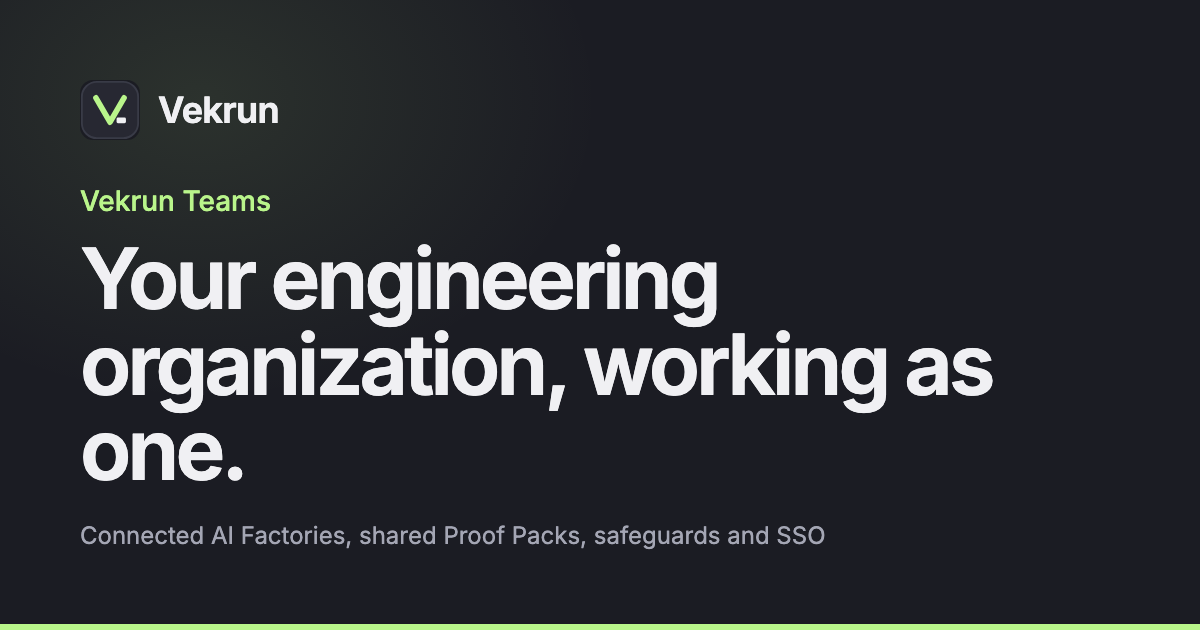 Vekrun
Vekrun Teams
Your engineering
organization, working as
one.
Connected AI Factories, shared Proof Packs, safeguards and SSO